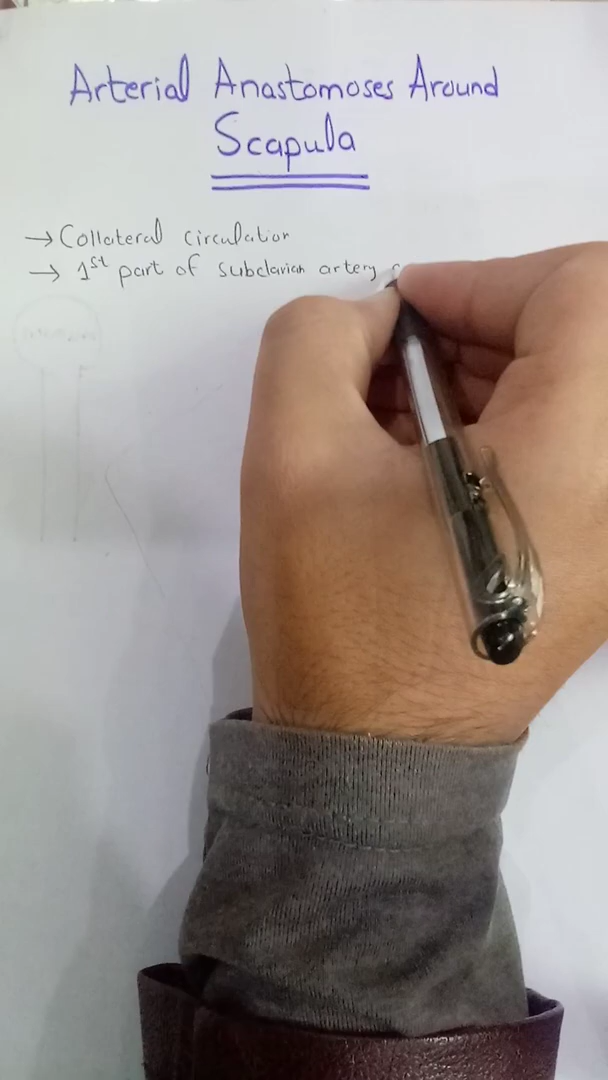 Arterial Anastomoses Around
Scapula
→ Collateral circulation
→ 1st part of subclavian artery